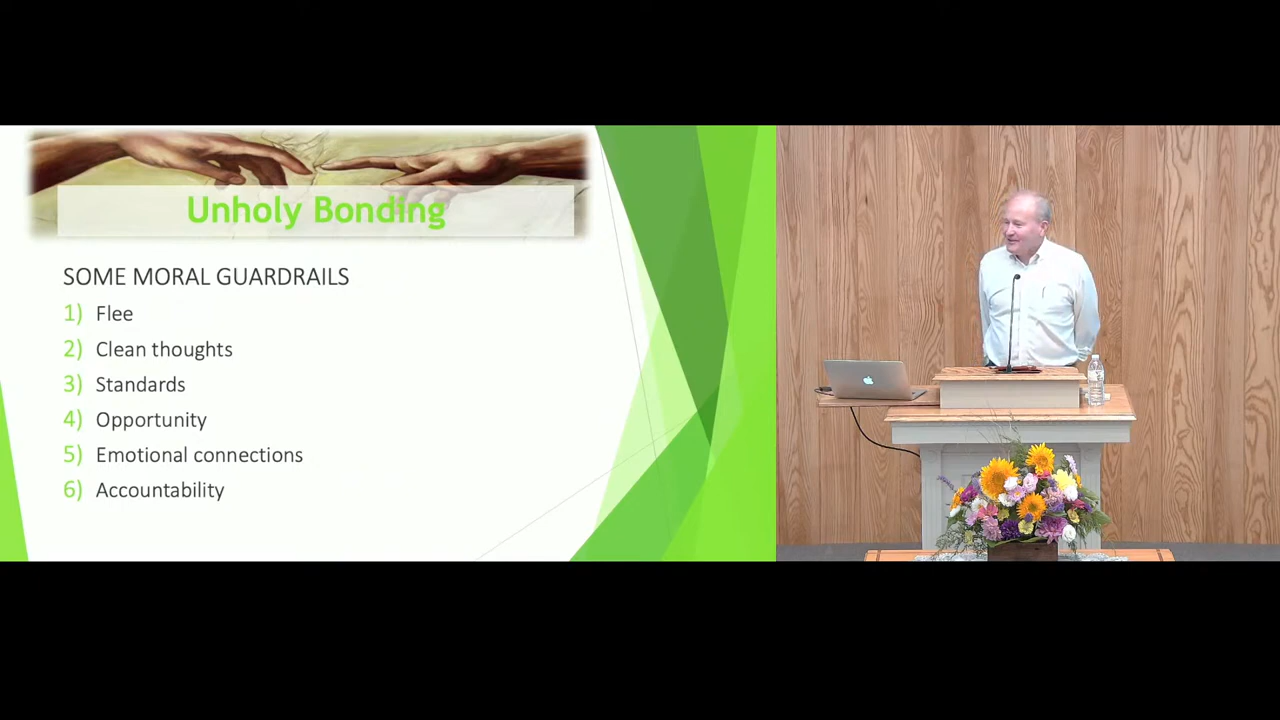 Unholy Bonding
SOME MORAL GUARDRAILS
1) Flee
2) Clean thoughts
3) Standards
4) Opportunity
5) Emotional connections
6) Accountability